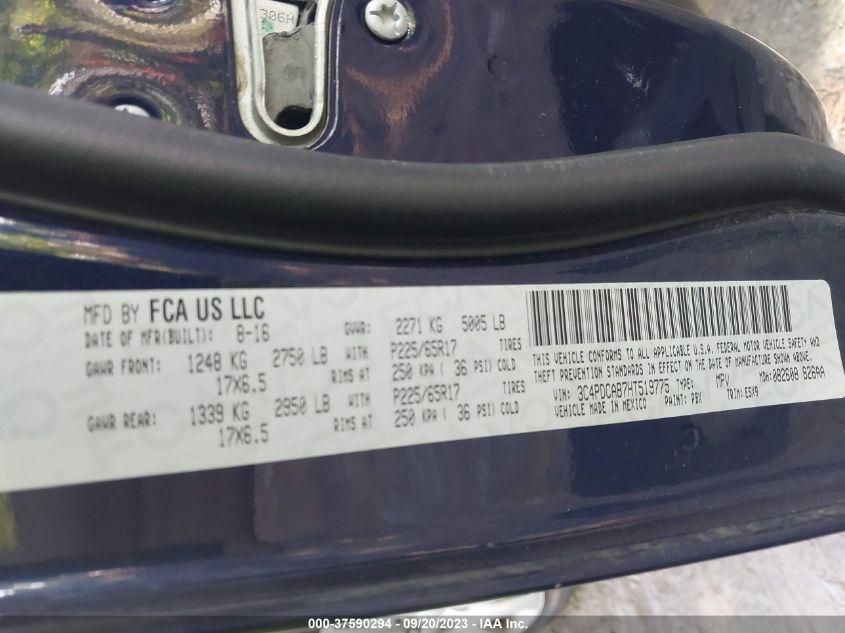 306H
MFD BY FCA US LLC
DATE OF MFR(BUILT): 8-16 GVWR: 2271 KG 5005 LB
GAWR FRONT: 1248 KG 2750 LB WITH P225/65R17 TIRES
17X6.5 RIMS AT 250 KPA ( 36 PSI) COLD
GAWR REAR: 1339 KG 2950 LB WITH P225/65R17 TIRES
17X6.5 RIMS AT 250 KPA ( 36 PSI) COLD
THIS VEHICLE CONFORMS TO ALL APPLICABLE U.S.A. FEDERAL MOTOR VEHICLE SAFETY AND
THEFT PREVENTION STANDARDS IN EFFECT ON THE DATE OF MANUFACTURE SHOWN ABOVE.
VIN: 3C4PDCAB7HT519775 TYPE: MPV MDH: 082608 926AA
VEHICLE MADE IN MEXICO PAINT: PBX TRIM: E5X9
000-37590294 - 09/20/2023 - IAA Inc.